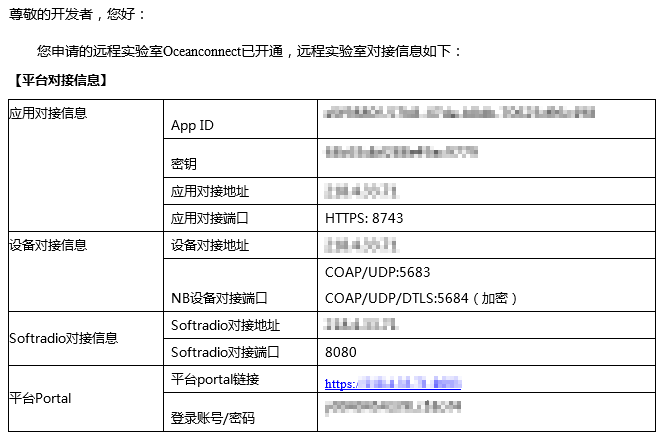 尊敬的开发者，您好：
您申请的远程实验室Oceanconnect已开通，远程实验室对接信息如下：
【平台对接信息】
应用对接信息
App ID
密钥
应用对接地址
应用对接端口 HTTPS: 8743
设备对接信息 设备对接地址
COAP/UDP:5683
NB设备对接端口 COAP/UDP/DTLS:5684（加密）
Softradio对接信息 Softradio对接地址
Softradio对接端口 8080
平台Portal 平台portal链接 https:/
登录账号/密码